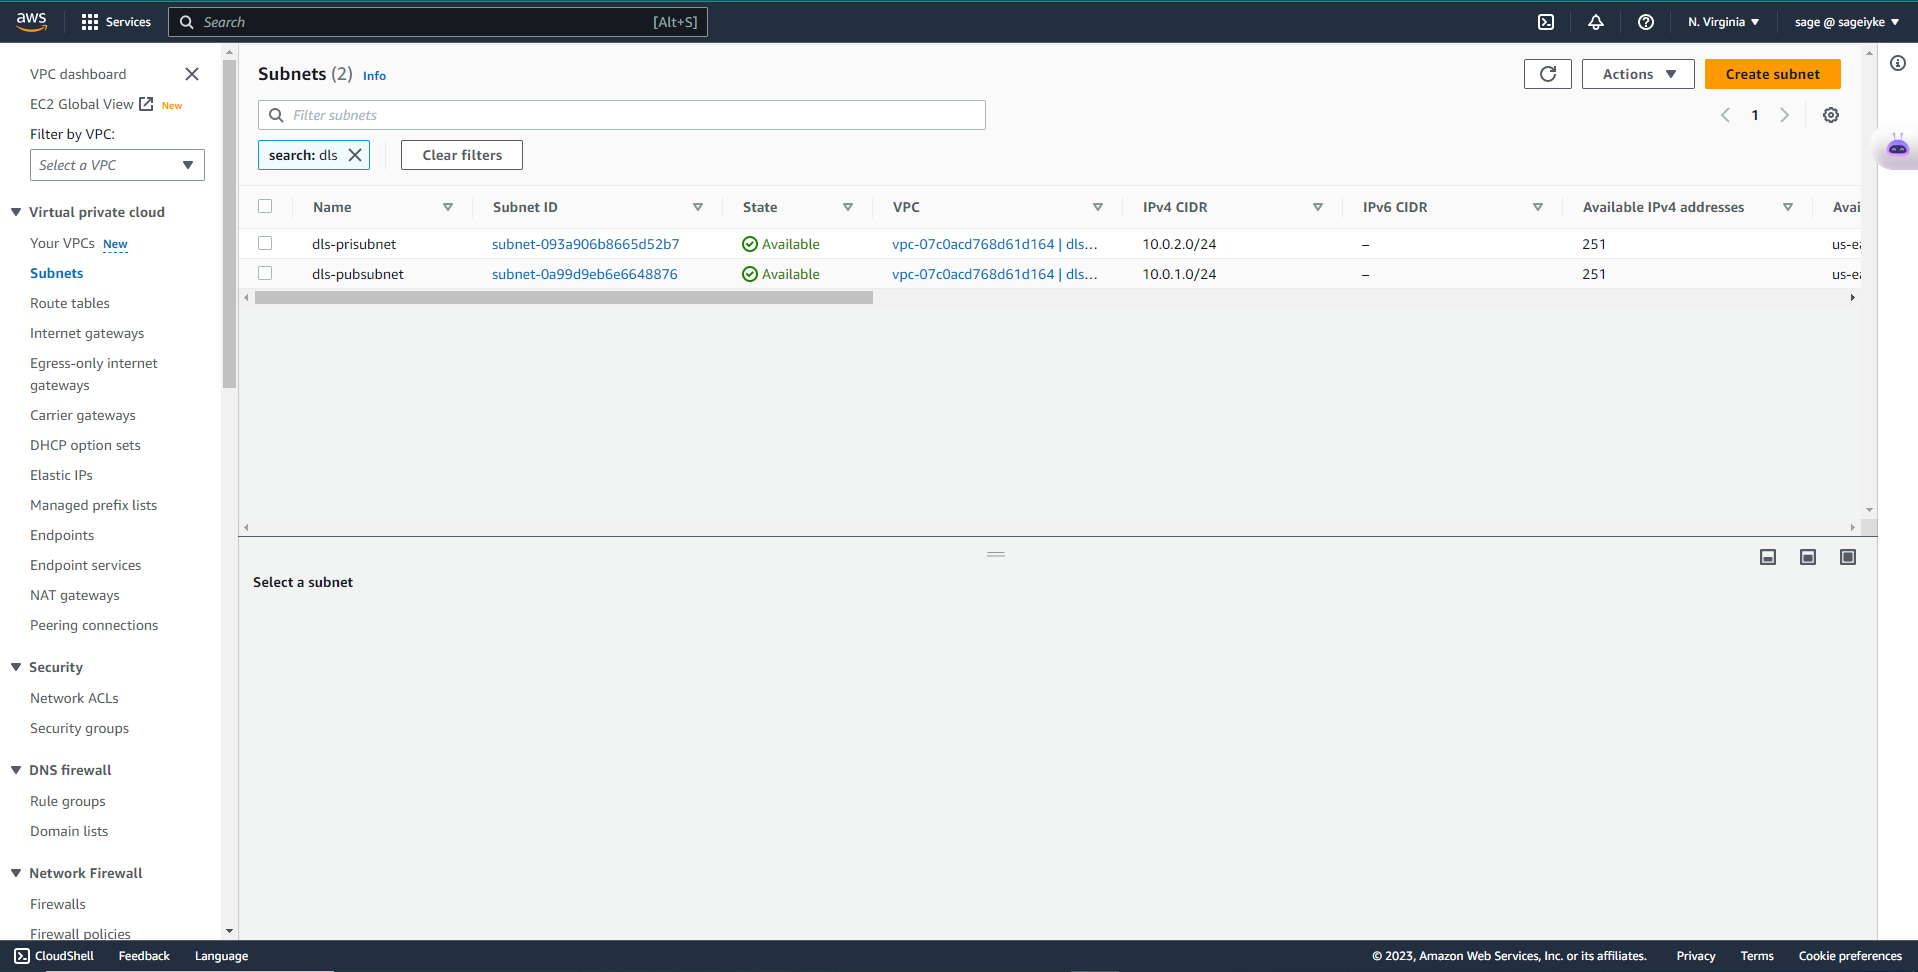 aws Services Search [Alt+S] N. Virginia sage @ sageiyke
VPC dashboard
EC2 Global View New
Filter by VPC:
Select a VPC
Virtual private cloud
Your VPCs New
Subnets
Route tables
Internet gateways
Egress-only internet
gateways
Carrier gateways
DHCP option sets
Elastic IPs
Managed prefix lists
Endpoints
Endpoint services
NAT gateways
Peering connections
Security
Network ACLs
Security groups
DNS firewall
Rule groups
Domain lists
Network Firewall
Firewalls
Firewall policies
Subnets (2) Info
Actions Create subnet
Filter subnets
1
search: dls Clear filters
Name Subnet ID State VPC IPv4 CIDR IPv6 CIDR Available IPv4 addresses Avai
dls-prisubnet subnet-093a906b8665d52b7 Available vpc-07c0acd768d61d164 | dls... 10.0.2.0/24 – 251 us-ea
dls-pubsubnet subnet-0a99d9eb6e6648876 Available vpc-07c0acd768d61d164 | dls... 10.0.1.0/24 – 251 us-ea
Select a subnet
CloudShell Feedback Language © 2023, Amazon Web Services, Inc. or its affiliates. Privacy Terms Cookie preferences